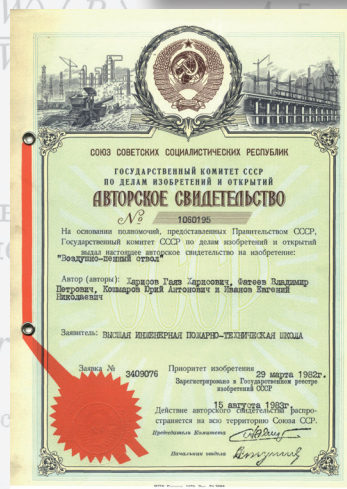 СОЮЗ СОВЕТСКИХ СОЦИАЛИСТИЧЕСКИХ РЕСПУБЛИК
ГОСУДАРСТВЕННЫЙ КОМИТЕТ СССР
ПО ДЕЛАМ ИЗОБРЕТЕНИЙ И ОТКРЫТИЙ
АВТОРСКОЕ СВИДЕТЕЛЬСТВО
№ 1060195
На основании полномочий, предоставленных Правительством СССР,
Государственный комитет СССР по делам изобретений и открытий
выдал настоящее авторское свидетельство на изобретение:
"Воздушно-пенный ствол"
Автор (авторы): Харисов Гаяз Харисович, Фатеев Владимир
Петрович, Кошмаров Юрий Антонович и Иванов Евгений
Николаевич
Заявитель: ВЫСШАЯ ИНЖЕНЕРНАЯ ПОЖАРНО-ТЕХНИЧЕСКАЯ ШКОЛА
Заявка № 3409076 Приоритет изобретения 29 марта 1982г.
Зарегистрировано в Государственном реестре
изобретений СССР
15 августа 1983г.
Действие авторского свидетельства распро-
страняется на всю территорию Союза ССР.
Председатель Комитета
Начальник отдела